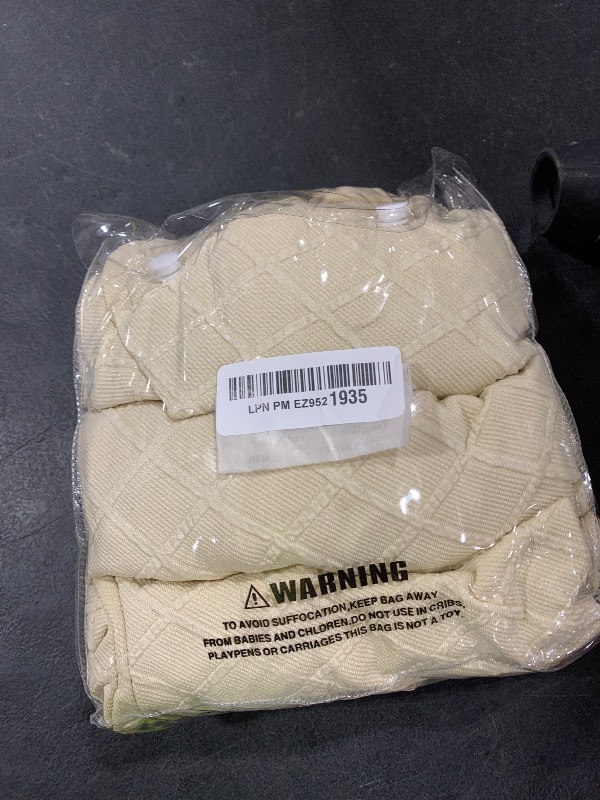 LPN PM EZ952 1935
WARNING
TO AVOID SUFFOCATION,KEEP BAG AWAY
FROM BABIES AND CHLOREN.DO NOT USE IN CRIBS,
PLAYPENS OR CARRIAGES THIS BAG IS NOT A TOY.